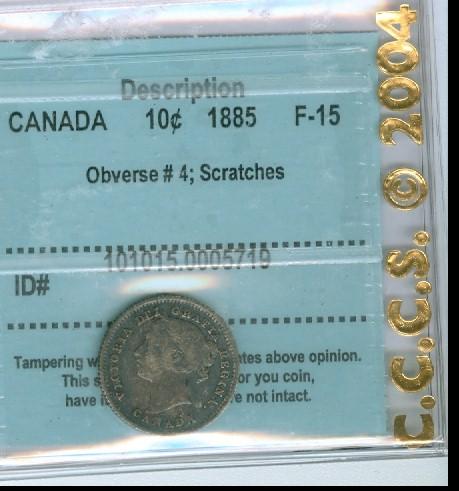 Description
CANADA 10¢ 1885 F-15
Obverse # 4; Scratches
101015.0005719
ID#
Tampering w tes above opinion.
This s or you coin,
have e not intact.
VICTORIA DEI GRATIA REGINA.
CANADA
C.C.C.S. © 2004